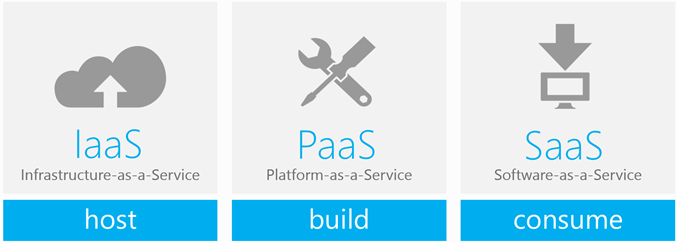 IaaS
Infrastructure-as-a-Service
host
PaaS
Platform-as-a-Service
build
SaaS
Software-as-a-Service
consume